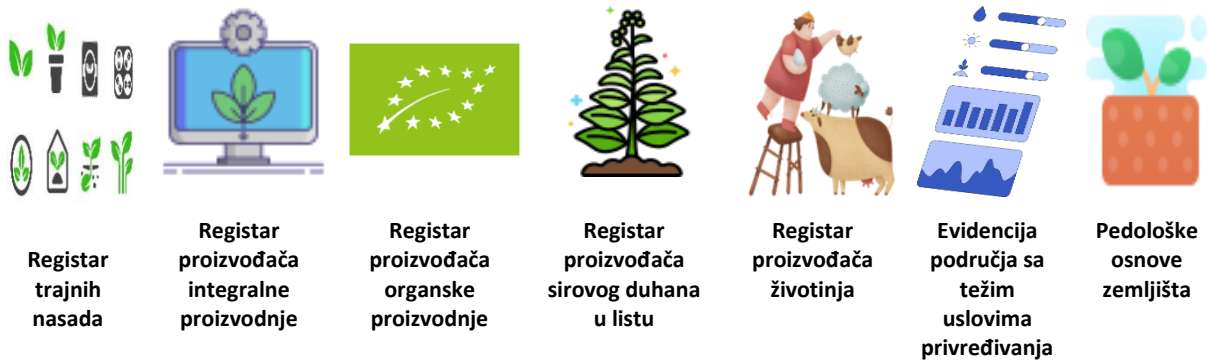 Registar
trajnih
nasada
Registar
proizvođača
integralne
proizvodnje
Registar
proizvođača
organske
proizvodnje
Registar
proizvođača
sirovog duhana
u listu
Registar
proizvođača
životinja
Evidencija
područja sa
težim
uslovima
privređivanja
Pedološke
osnove
zemljišta